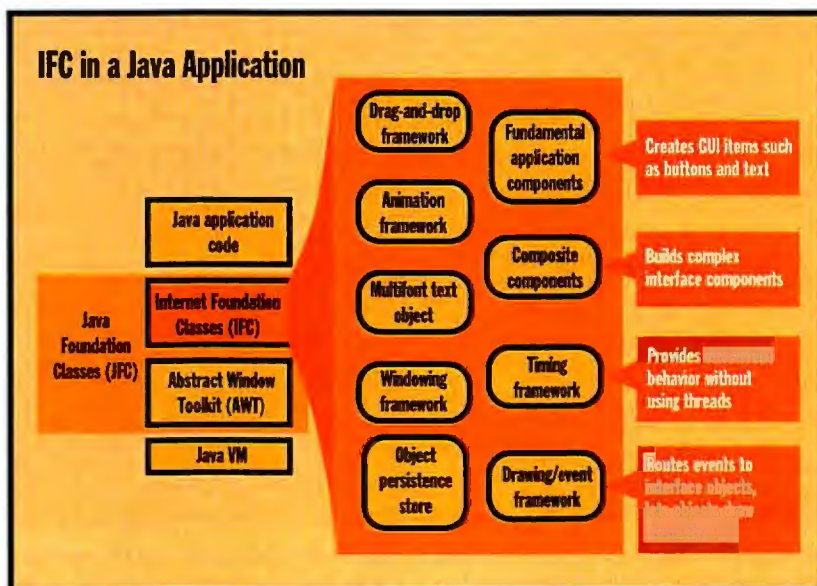 IFC in a Java Application
Java application
code
Java
Foundation
Classes (JFC)
Internet Foundation
Classes (IFC)
Abstract Window
Toolkit (AWT)
Java VM
Drag-and-drop
framework
Animation
framework
Multifont text
object
Windowing
framework
Object
persistence
store
Fundamental
application
components
Composite
components
Timing
framework
Drawing/event
framework
Creates GUI items such
as buttons and text
Builds complex
interface components
Provides
behavior without
using threads
Routes events to
interface objects,